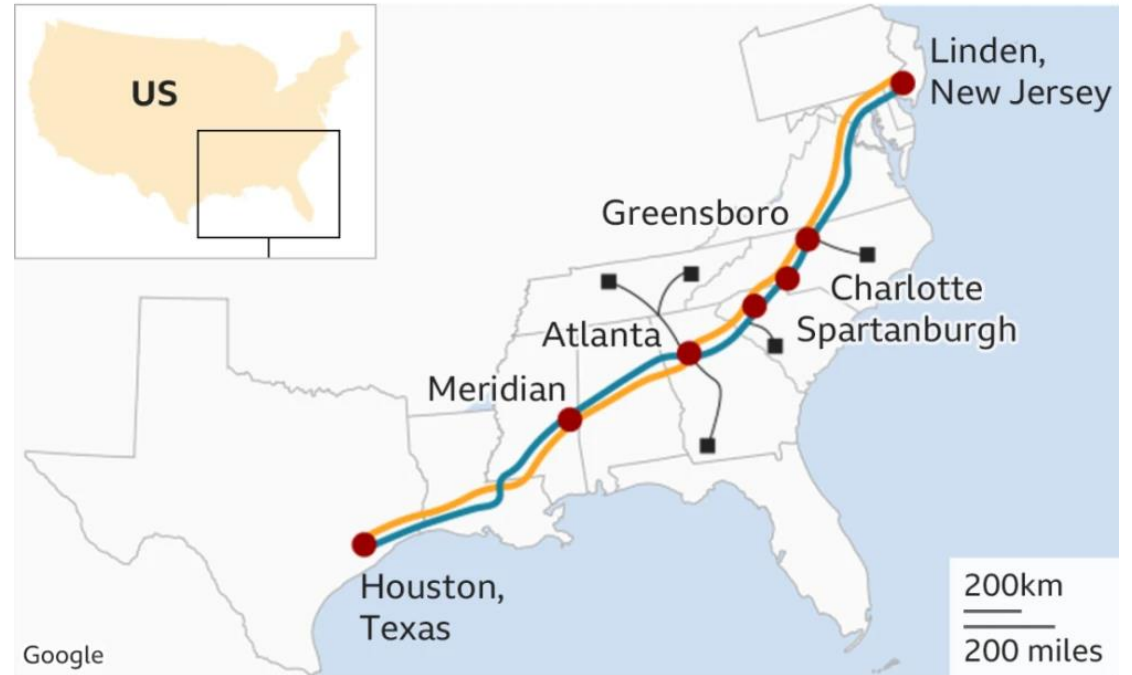 US
Linden,
New Jersey
Greensboro
Charlotte
Spartanburgh
Atlanta
Meridian
Houston,
Texas
200km
200 miles
Google